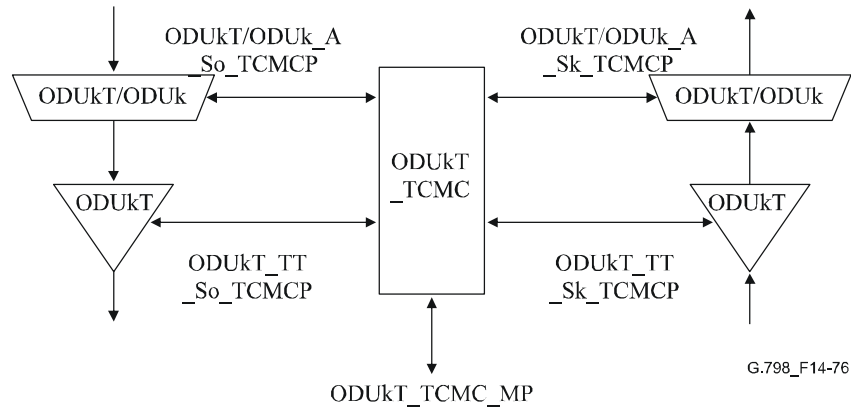 ODUkT/ODUk_A
_So_TCMCP
ODUkT/ODUk_A
_Sk_TCMCP
ODUkT/ODUk
ODUkT/ODUk
ODUkT
_TCMC
ODUkT
ODUkT
ODUkT_TT
_So_TCMCP
ODUkT_TT
_Sk_TCMCP
G.798_F14-76
ODUkT_TCMC_MP